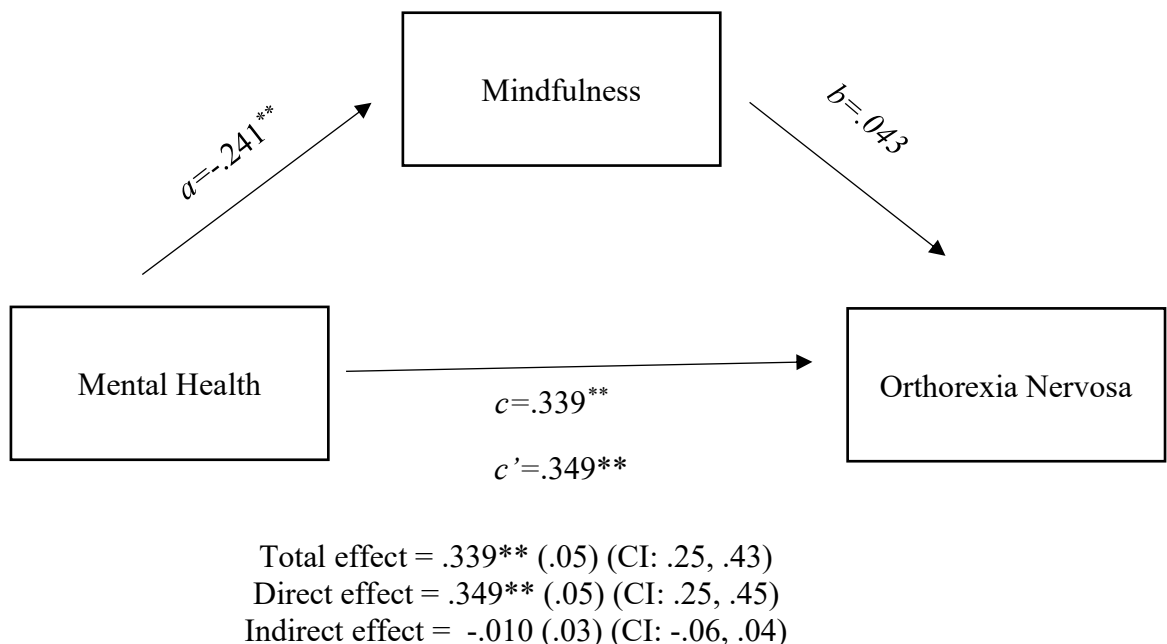 Mindfulness
a=-.241**
b=.043
Mental Health
Orthorexia Nervosa
c=.339**
c’=.349**
Total effect = .339** (.05) (CI: .25, .43)
Direct effect = .349** (.05) (CI: .25, .45)
Indirect effect = -.010 (.03) (CI: -.06, .04)